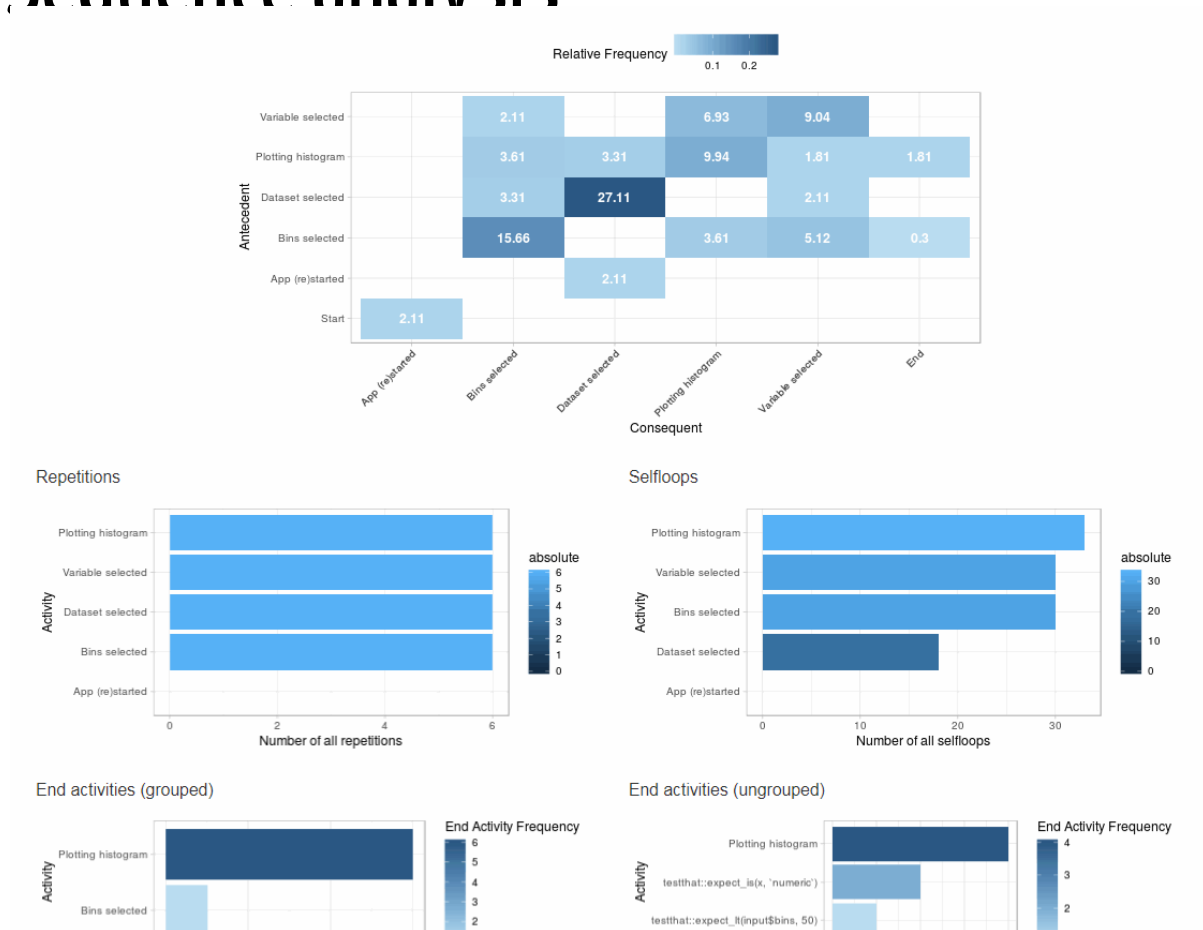 Sequence analysis
Relative Frequency
0.1 0.2
Antecedent
Variable selected 2.11 6.93 9.04
Plotting histogram 3.61 3.31 9.94 1.81 1.81
Dataset selected 3.31 27.11 2.11
Bins selected 15.66 3.61 5.12 0.3
App (re)started 2.11
Start 2.11
App (re)started Bins selected Dataset selected Plotting histogram Variable selected End
Consequent
Repetitions
Activity
Plotting histogram
Variable selected
Dataset selected
Bins selected
App (re)started
0 2 4 6
Number of all repetitions
absolute
6
5
4
3
2
1
0
Selfloops
Activity
Plotting histogram
Variable selected
Bins selected
Dataset selected
App (re)started
0 10 20 30
Number of all selfloops
absolute
30
20
10
0
End activities (grouped)
Activity
Plotting histogram
Bins selected
End Activity Frequency
6
5
4
3
2
End activities (ungrouped)
Activity
Plotting histogram
testthat::expect_is(x, `numeric`)
testthat::expect_lt(input$bins, 50)
End Activity Frequency
4
3
2